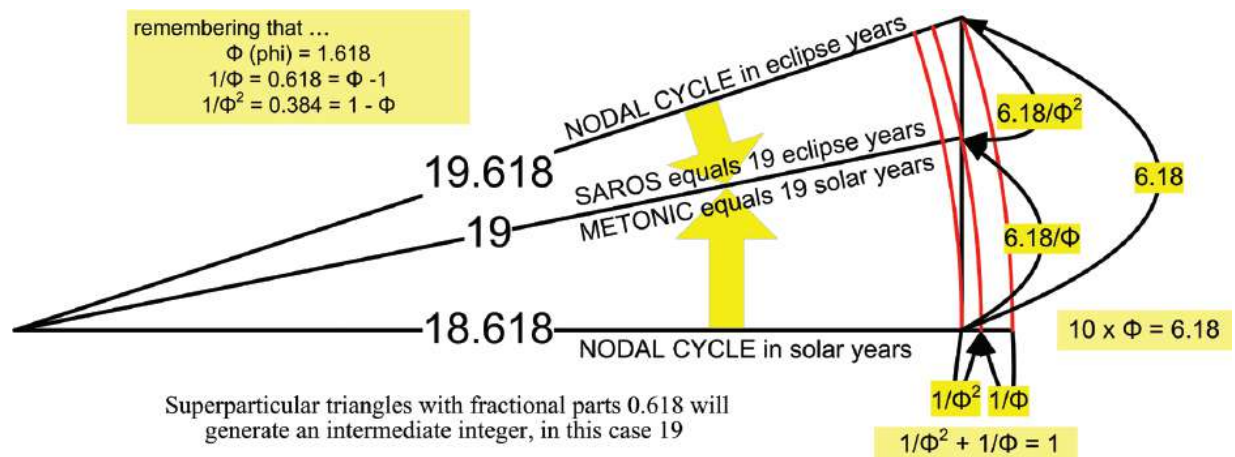 remembering that ...
Φ (phi) = 1.618
1/Φ = 0.618 = Φ -1
1/Φ² = 0.384 = 1 - Φ
NODAL CYCLE in eclipse years
19.618
SAROS equals 19 eclipse years
19
METONIC equals 19 solar years
18.618
NODAL CYCLE in solar years
6.18/Φ²
6.18
6.18/Φ
10 x Φ = 6.18
1/Φ²
1/Φ
1/Φ² + 1/Φ = 1
Superparticular triangles with fractional parts 0.618 will
generate an intermediate integer, in this case 19